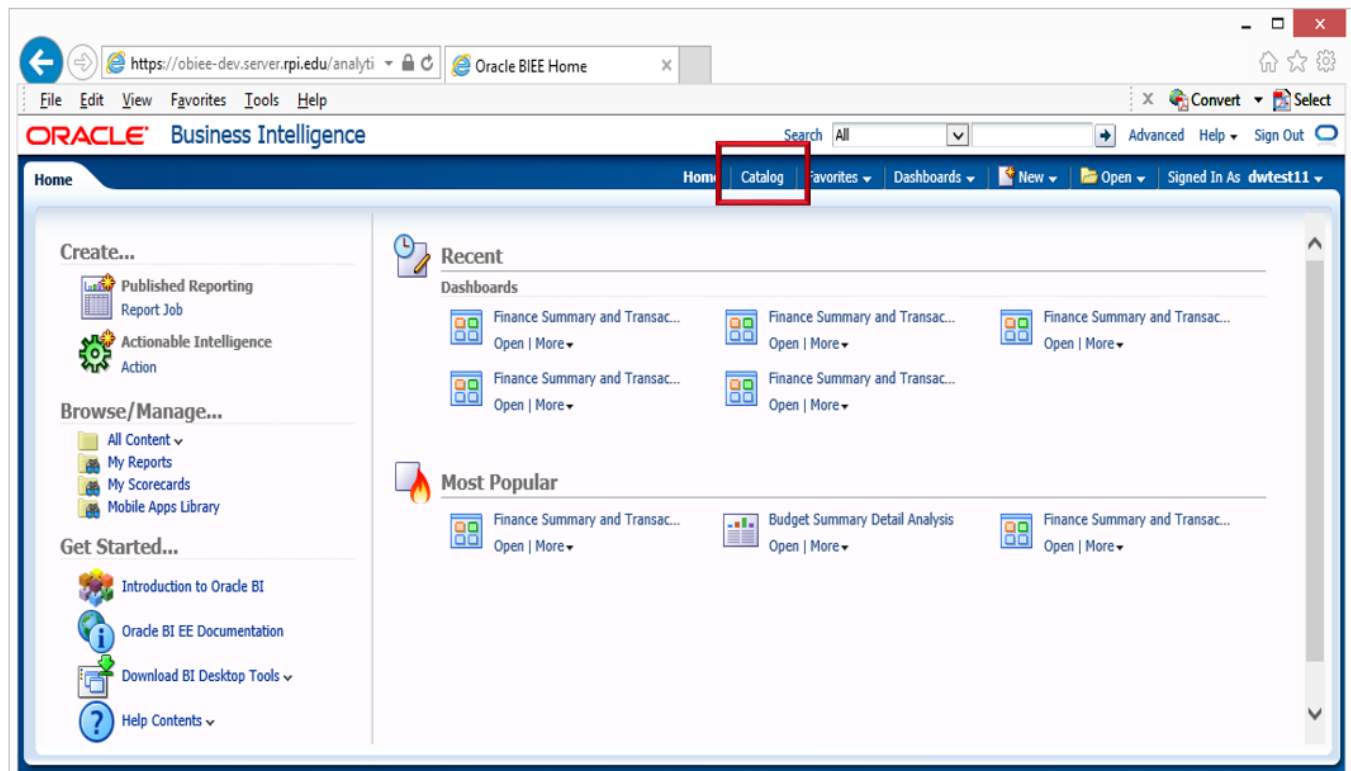 https://obiee-dev.server.rpi.edu/analyti
Oracle BIEE Home
File Edit View Favorites Tools Help
Convert Select
ORACLE Business Intelligence
Search All
Advanced Help Sign Out
Home
Home Catalog Favorites Dashboards New Open Signed In As dwtest11
Create...
Published Reporting
Report Job
Actionable Intelligence
Action
Browse/Manage...
All Content
My Reports
My Scorecards
Mobile Apps Library
Get Started...
Introduction to Oracle BI
Oracle BI EE Documentation
Download BI Desktop Tools
Help Contents
Recent
Dashboards
Finance Summary and Transac... Finance Summary and Transac... Finance Summary and Transac...
Open | More Open | More Open | More
Finance Summary and Transac... Finance Summary and Transac...
Open | More Open | More
Most Popular
Finance Summary and Transac... Budget Summary Detail Analysis Finance Summary and Transac...
Open | More Open | More Open | More